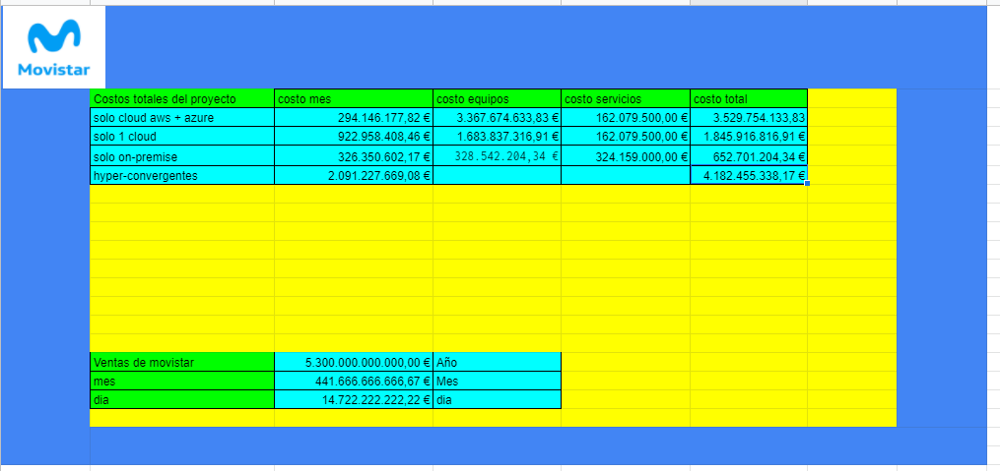 Movistar
Costos totales del proyecto costo mes costo equipos costo servicios costo total
solo cloud aws + azure 294.146.177,82 € 3.367.674.633,83 € 162.079.500,00 € 3.529.754.133,83
solo 1 cloud 922.958.408,46 € 1.683.837.316,91 € 162.079.500,00 € 1.845.916.816,91 €
solo on-premise 326.350.602,17 € 328.542.204,34 € 324.159.000,00 € 652.701.204,34 €
hyper-convergentes 2.091.227.669,08 € 4.182.455.338,17 €
Ventas de movistar 5.300.000.000.000,00 € Año
mes 441.666.666.666,67 € Mes
dia 14.722.222.222,22 € dia